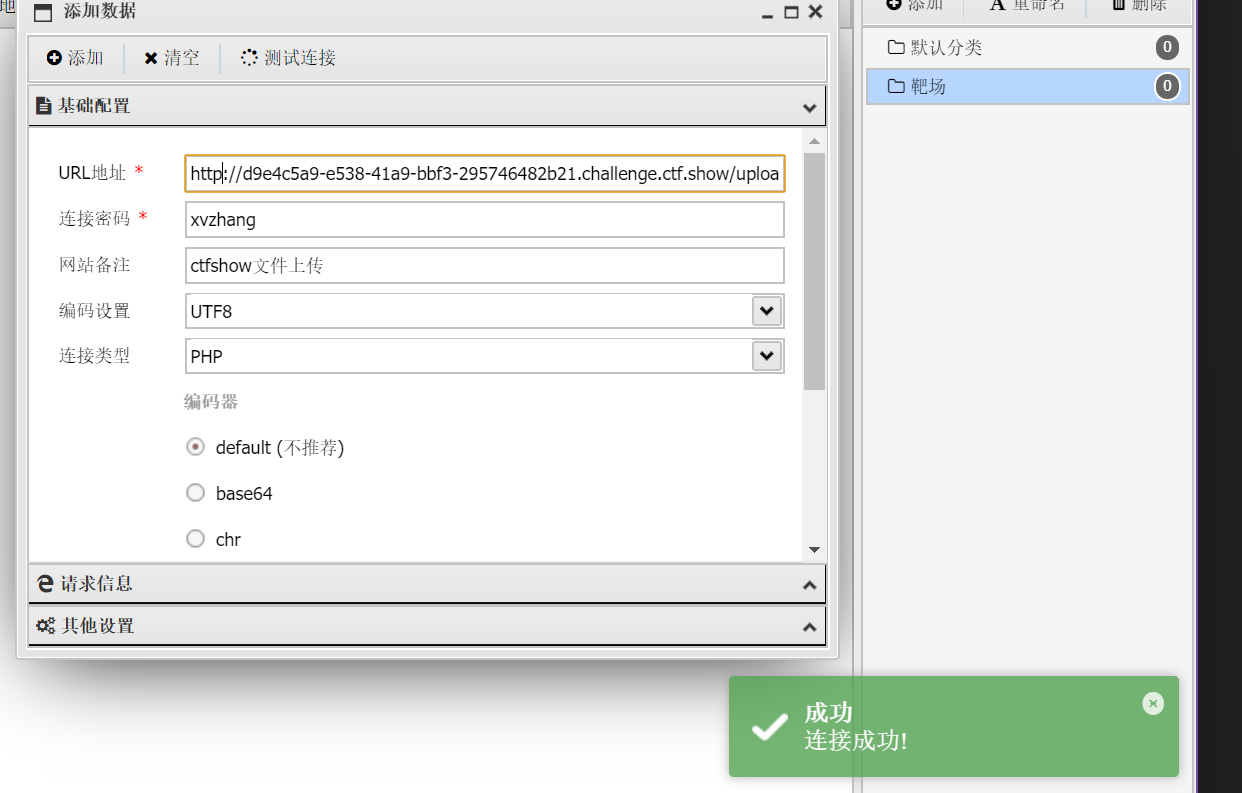 地
添加数据
添加 清空 测试连接
基础配置
URL地址 * http://d9e4c5a9-e538-41a9-bbf3-295746482b21.challenge.ctf.show/uploa
连接密码 * xvzhang
网站备注 ctfshow文件上传
编码设置 UTF8
连接类型 PHP
编码器
default (不推荐)
base64
chr
请求信息
其他设置
添加 A 重命名 删除
默认分类 0
靶场 0
成功
连接成功!